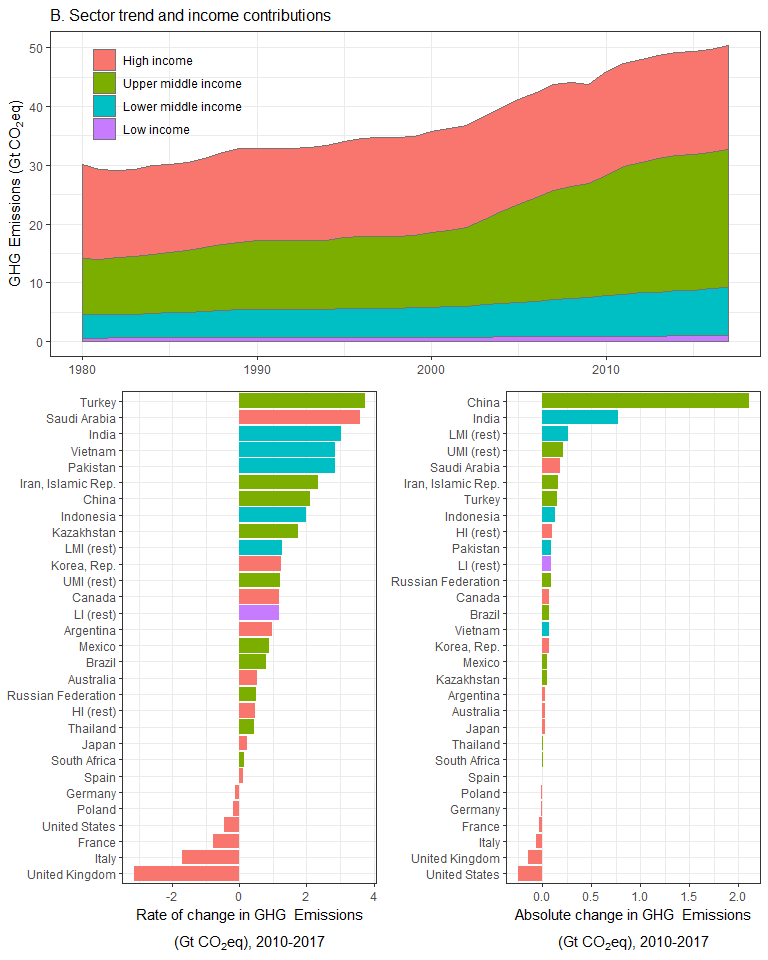 B. Sector trend and income contributions
GHG Emissions (Gt CO₂eq)
50
40
30
20
10
0
High income
Upper middle income
Lower middle income
Low income
1980
1990
2000
2010
Turkey
Saudi Arabia
India
Vietnam
Pakistan
Iran, Islamic Rep.
China
Indonesia
Kazakhstan
LMI (rest)
Korea, Rep.
UMI (rest)
Canada
LI (rest)
Argentina
Mexico
Brazil
Australia
Russian Federation
HI (rest)
Thailand
Japan
South Africa
Spain
Germany
Poland
United States
France
Italy
United Kingdom
-2
0
2
4
Rate of change in GHG Emissions
(Gt CO₂eq), 2010-2017
China
India
LMI (rest)
UMI (rest)
Saudi Arabia
Iran, Islamic Rep.
Turkey
Indonesia
HI (rest)
Pakistan
LI (rest)
Russian Federation
Canada
Brazil
Vietnam
Korea, Rep.
Mexico
Kazakhstan
Argentina
Australia
Japan
Thailand
South Africa
Spain
Poland
Germany
France
Italy
United Kingdom
United States
0.0
0.5
1.0
1.5
2.0
Absolute change in GHG Emissions
(Gt CO₂eq), 2010-2017